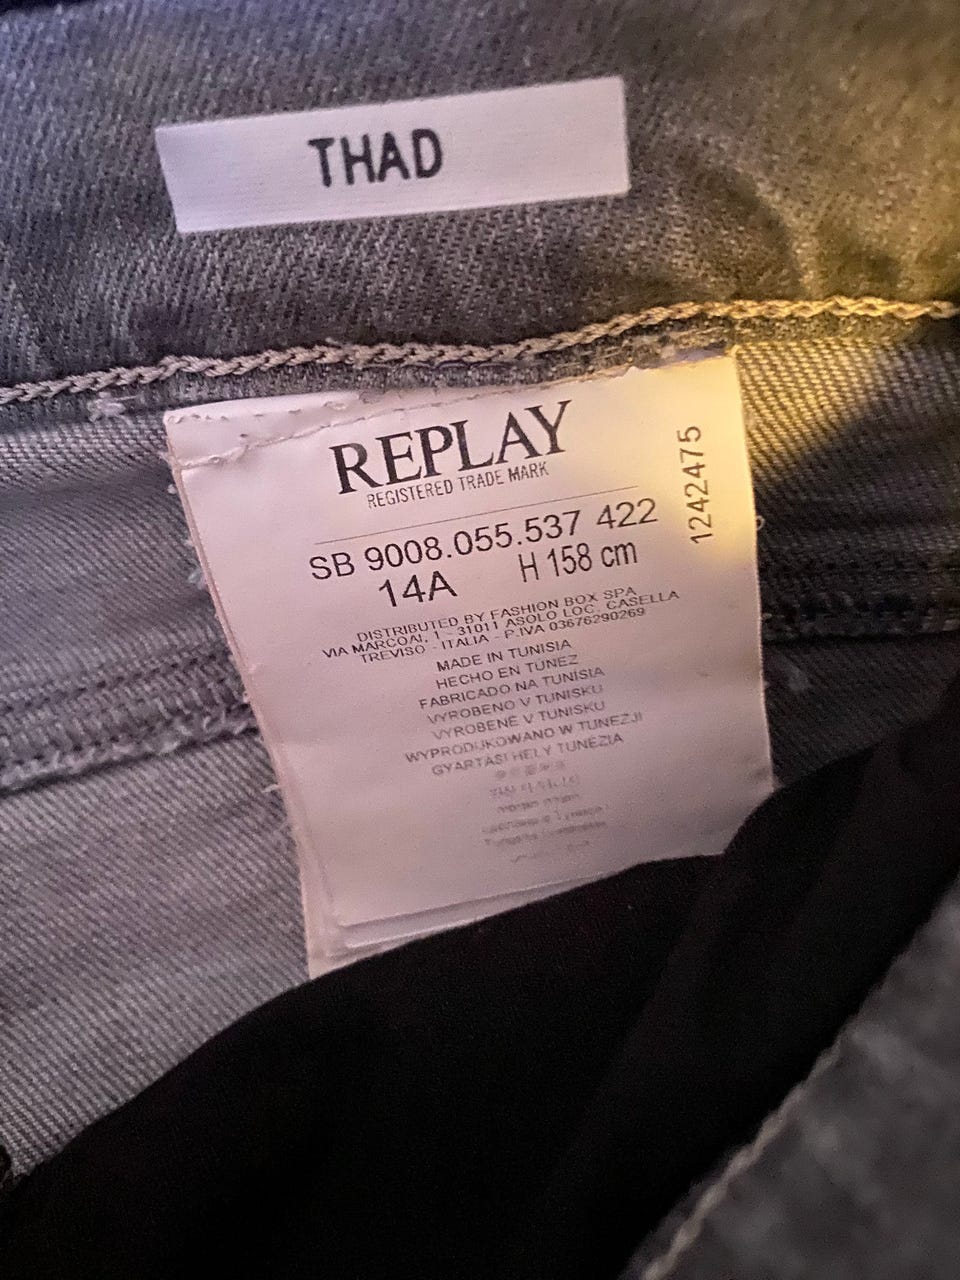 THAD
REPLAY
REGISTERED TRADE MARK
1242475
SB 9008.055.537 422
14A H 158 cm
DISTRIBUTED BY FASHION BOX SPA
VIA MARCOAI, 1 - 31011 ASOLO LOC. CASELLA
TREVISO - ITALIA - P.IVA 03676290269
MADE IN TUNISIA
HECHO EN TÚNEZ
FABRICADO NA TUNÍSIA
VYROBENO V TUNISKU
VYROBENÉ V TUNISKU
WYPRODUKOWANO W TUNEZJI
GYÁRTÁSI HELY TUNÉZIA